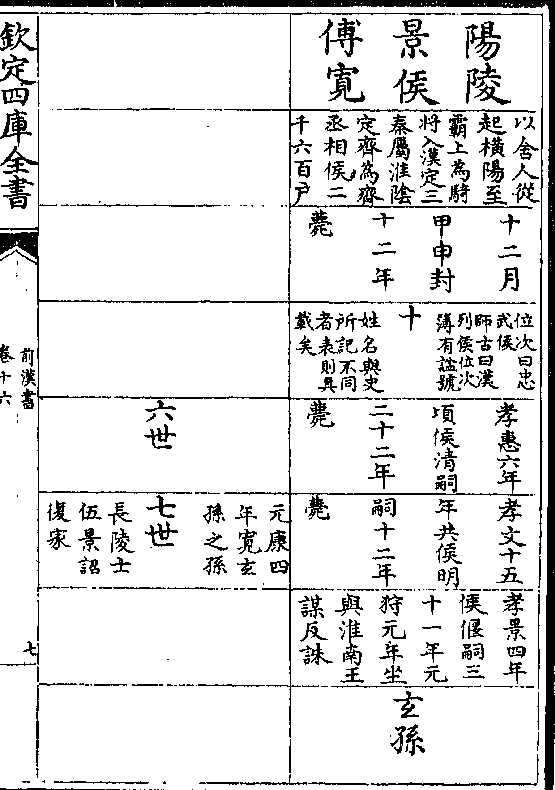 陽陵
景侯
傅寛
以舍人從
起橫陽至
霸上為騎
將入漢定三
秦屬淮陰
定齊為齊
丞相侯二
千六百戸
十二月
甲申封
十二年
薨
位次曰忠
武侯
師古曰漢
列侯位次
簿有諡號
十
姓名與史
所記不同
者表則具
載矣
孝惠六年
頃侯清嗣
二十二年
薨
孝文十五
年共侯明
嗣十二年
薨
孝景四年
侯偃嗣三
十一年元
狩元年坐
與淮南王
謀反誅
玄孫
六世
七世
元康四
年寛玄
孫之孫
長陵士
伍景詔
復家
欽定四庫全書
前漢書
卷十六
七